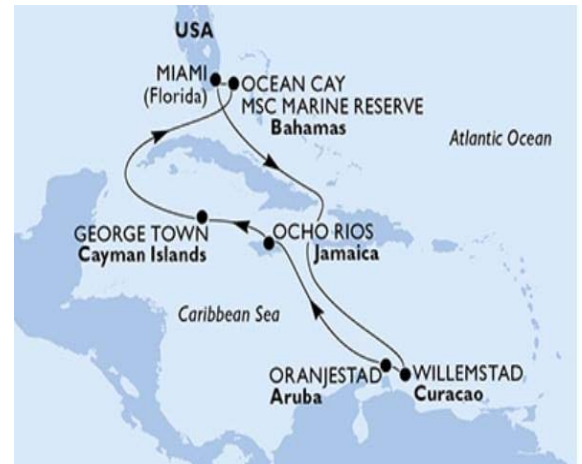 USA
MIAMI
(Florida)
OCEAN CAY
MSC MARINE RESERVE
Bahamas
Atlantic Ocean
GEORGE TOWN
Cayman Islands
OCHO RIOS
Jamaica
Caribbean Sea
ORANJESTAD
Aruba
WILLEMSTAD
Curacao